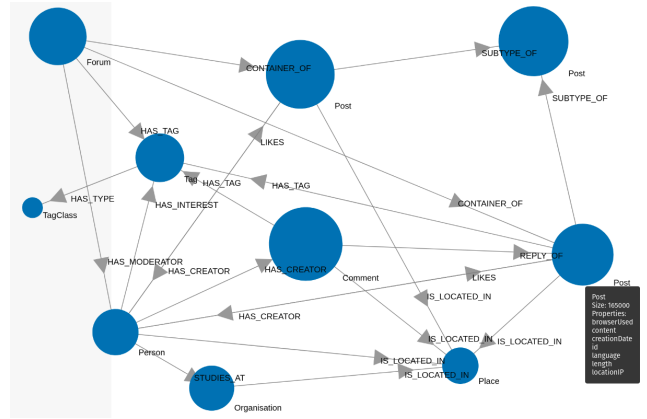 Forum
CONTAINER_OF
SUBTYPE_OF
Post
Post
SUBTYPE_OF
HAS_TAG
LIKES
Tag
HAS_TAG
HAS_TAG
HAS_TYPE
HAS_INTEREST
CONTAINER_OF
TagClass
REPLY_OF
HAS_MODERATOR
HAS_CREATOR
HAS_CREATOR
Comment
LIKES
Post
IS_LOCATED_IN
HAS_CREATOR
IS_LOCATED_IN
IS_LOCATED_IN
Person
IS_LOCATED_IN
STUDIES_AT
IS_LOCATED_IN
Place
Organisation
Post
Size: 165000
Properties:
browserUsed
content
creationDate
id
language
length
locationIP